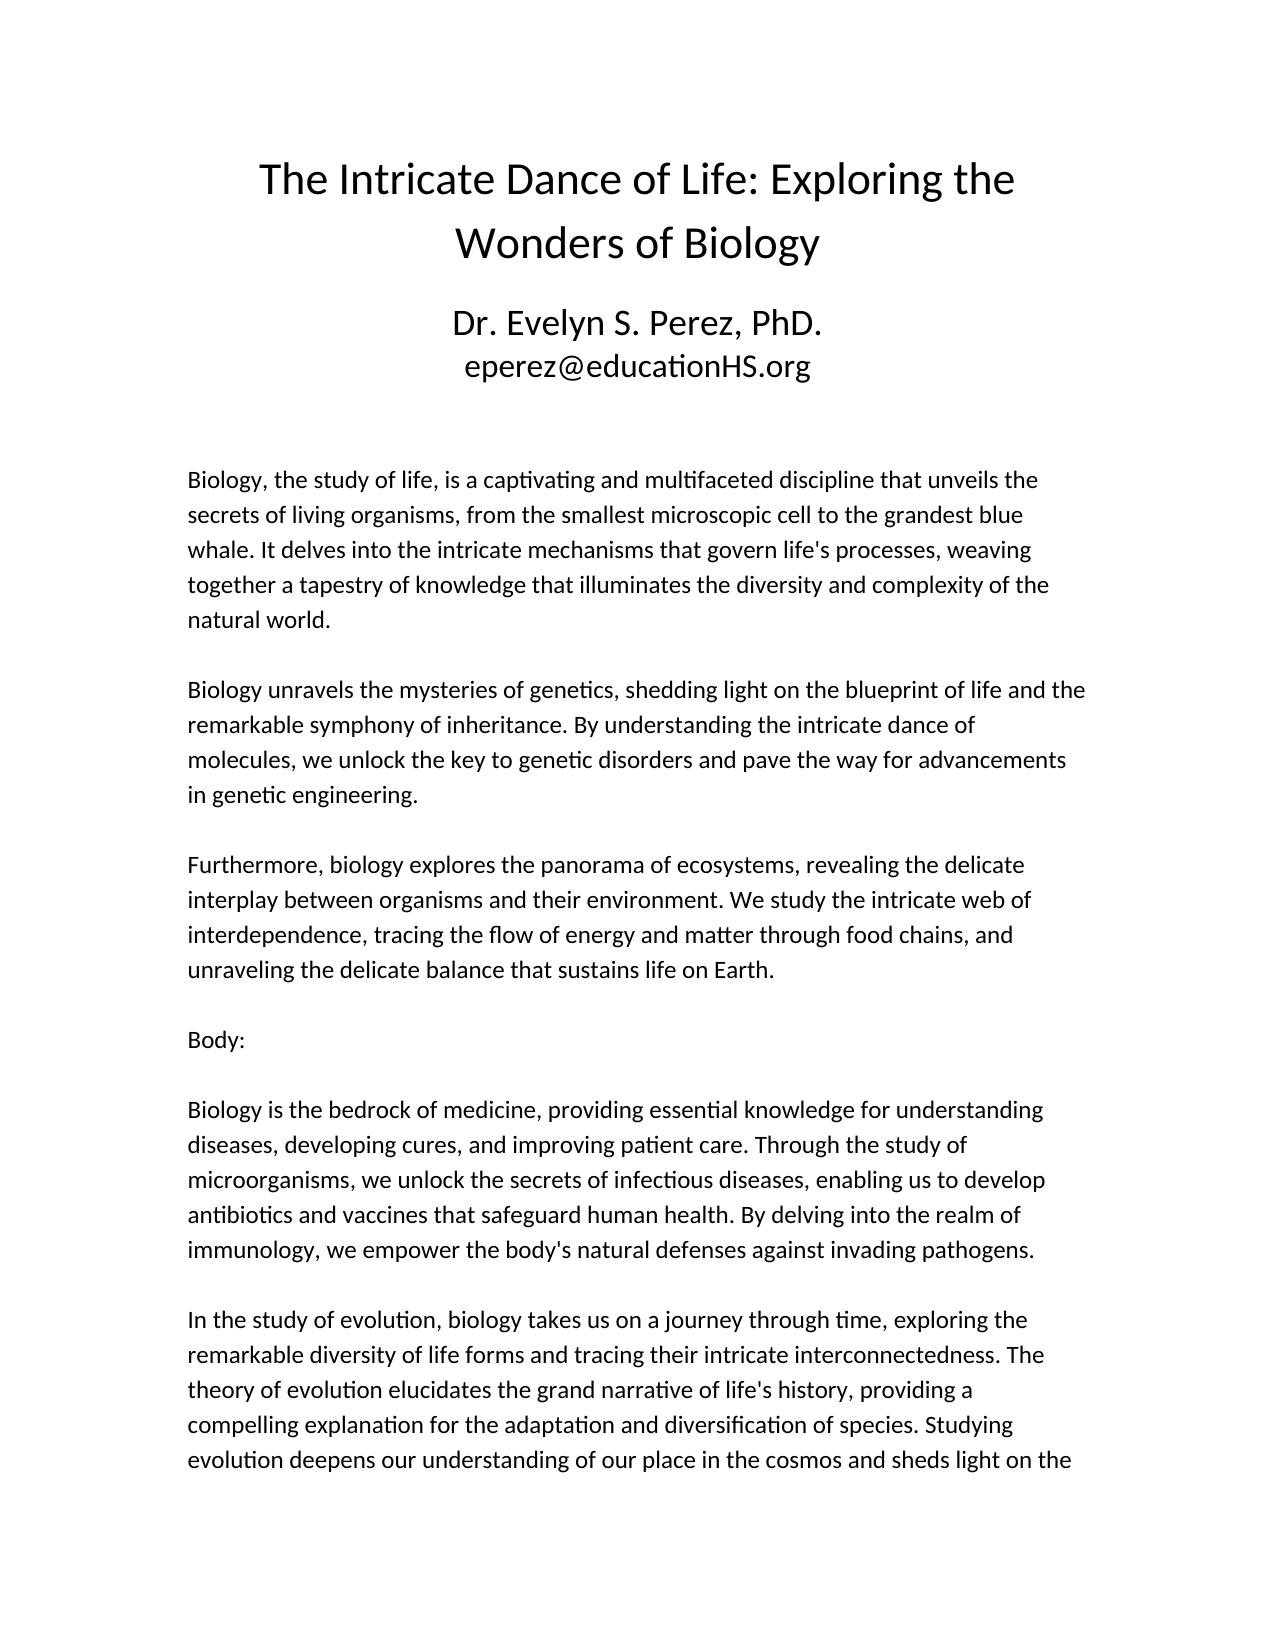 The Intricate Dance of Life: Exploring the
Wonders of Biology
Dr. Evelyn S. Perez, PhD.
eperez@educationHS.org
Biology, the study of life, is a captivating and multifaceted discipline that unveils the
secrets of living organisms, from the smallest microscopic cell to the grandest blue
whale. It delves into the intricate mechanisms that govern life's processes, weaving
together a tapestry of knowledge that illuminates the diversity and complexity of the
natural world.
Biology unravels the mysteries of genetics, shedding light on the blueprint of life and the
remarkable symphony of inheritance. By understanding the intricate dance of
molecules, we unlock the key to genetic disorders and pave the way for advancements
in genetic engineering.
Furthermore, biology explores the panorama of ecosystems, revealing the delicate
interplay between organisms and their environment. We study the intricate web of
interdependence, tracing the flow of energy and matter through food chains, and
unraveling the delicate balance that sustains life on Earth.
Body:
Biology is the bedrock of medicine, providing essential knowledge for understanding
diseases, developing cures, and improving patient care. Through the study of
microorganisms, we unlock the secrets of infectious diseases, enabling us to develop
antibiotics and vaccines that safeguard human health. By delving into the realm of
immunology, we empower the body's natural defenses against invading pathogens.
In the study of evolution, biology takes us on a journey through time, exploring the
remarkable diversity of life forms and tracing their intricate interconnectedness. The
theory of evolution elucidates the grand narrative of life's history, providing a
compelling explanation for the adaptation and diversification of species. Studying
evolution deepens our understanding of our place in the cosmos and sheds light on the